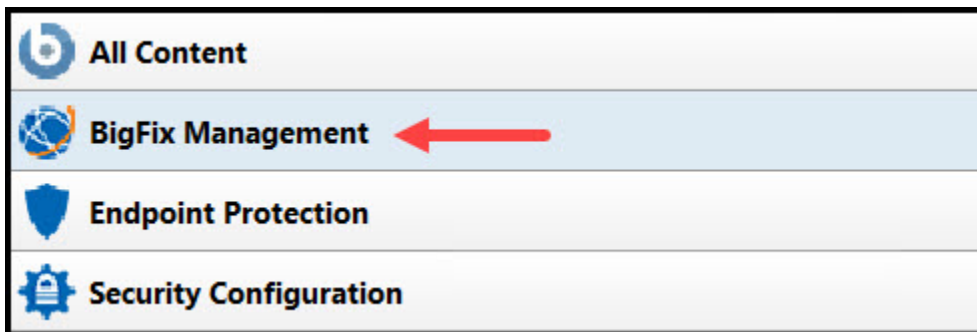 All Content
BigFix Management
Endpoint Protection
Security Configuration